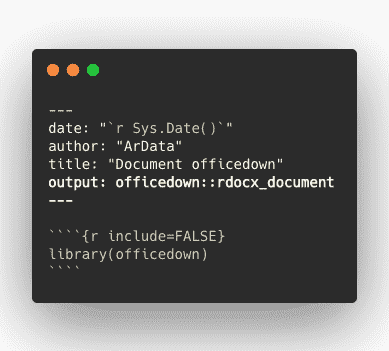 ---
date: "`r Sys.Date()`"
author: "ArData"
title: "Document officedown"
output: officedown::rdocx_document
---
````{r include=FALSE}
library(officedown)
````